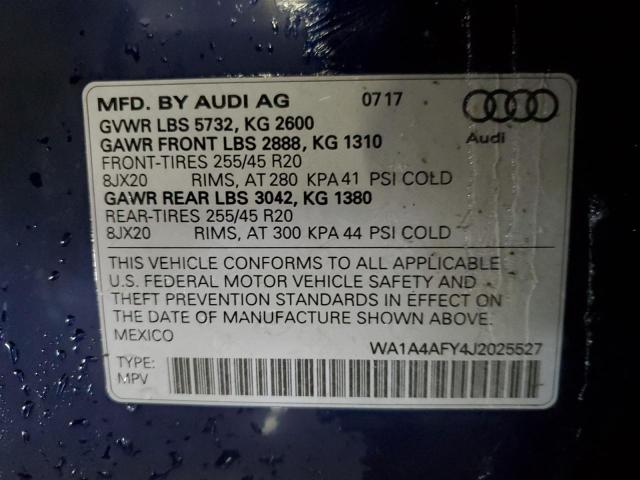 MFD. BY AUDI AG 07 17
GVWR LBS 5732, KG 2600
GAWR FRONT LBS 2888, KG 1310
FRONT-TIRES 255/45 R20
8JX20 RIMS, AT 280 KPA 41 PSI COLD
GAWR REAR LBS 3042, KG 1380
REAR-TIRES 255/45 R20
8JX20 RIMS, AT 300 KPA 44 PSI COLD
Audi
THIS VEHICLE CONFORMS TO ALL APPLICABLE
U.S. FEDERAL MOTOR VEHICLE SAFETY AND
THEFT PREVENTION STANDARDS IN EFFECT ON
THE DATE OF MANUFACTURE SHOWN ABOVE.
MEXICO
WA1A4AFY4J2025527
TYPE:
MPV